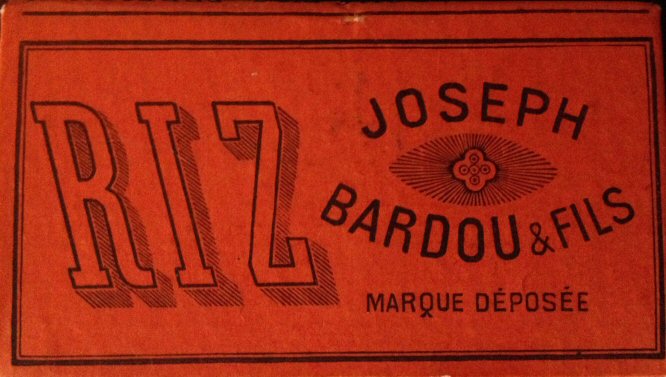 RIZ
JOSEPH
BARDOU & FILS
MARQUE DÉPOSÉE